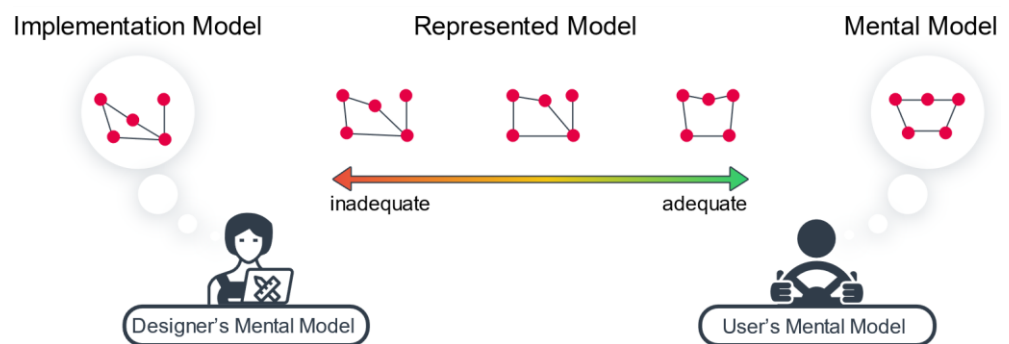 Implementation Model
Represented Model
Mental Model
inadequate
adequate
Designer's Mental Model
User's Mental Model